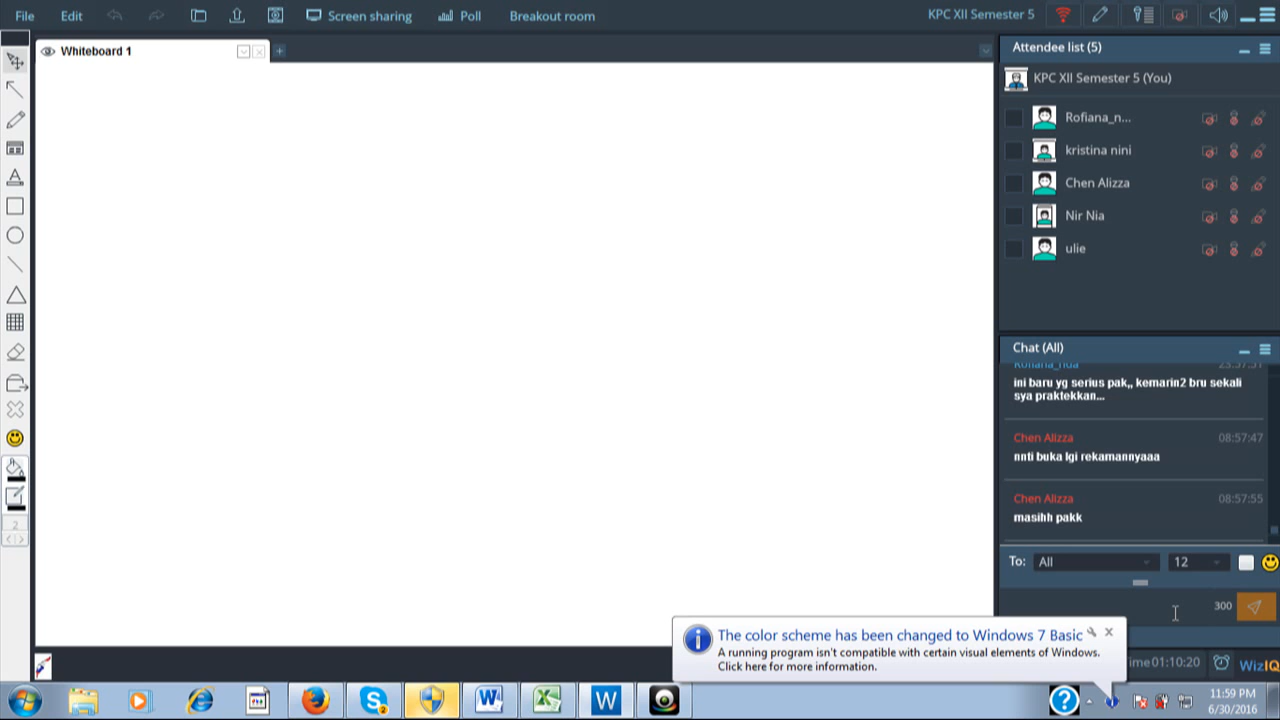 File Edit Screen sharing Poll Breakout room KPC XII Semester 5
Whiteboard 1
Attendee list (5)
KPC XII Semester 5 (You)
Rofiana_n...
kristina nini
Chen Alizza
Nir Nia
ulie
Chat (All)
ini baru yg serius pak,, kemarin2 bru sekali
sya praktekkan...
Chen Alizza 08:57:47
nnti buka lgi rekamannyaaa
Chen Alizza 08:57:55
masihh pakk
To: All 12
300
2
The color scheme has been changed to Windows 7 Basic
A running program isn't compatible with certain visual elements of Windows.
Click here for more information.
01:10:20 WizIQ
11:59 PM
6/30/2016